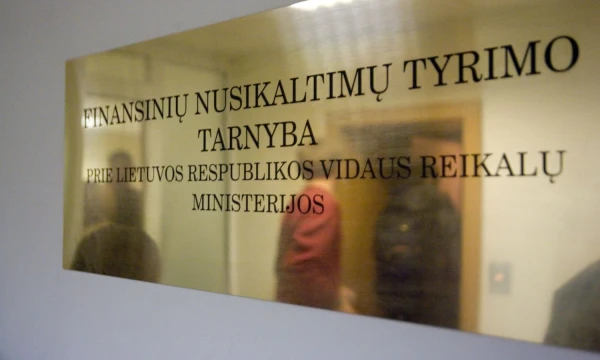 FINANSINIŲ NUSIKALTIMŲ TYRIMO
TARNYBA
PRIE LIETUVOS RESPUBLIKOS VIDAUS REIKALŲ
MINISTERIJOS